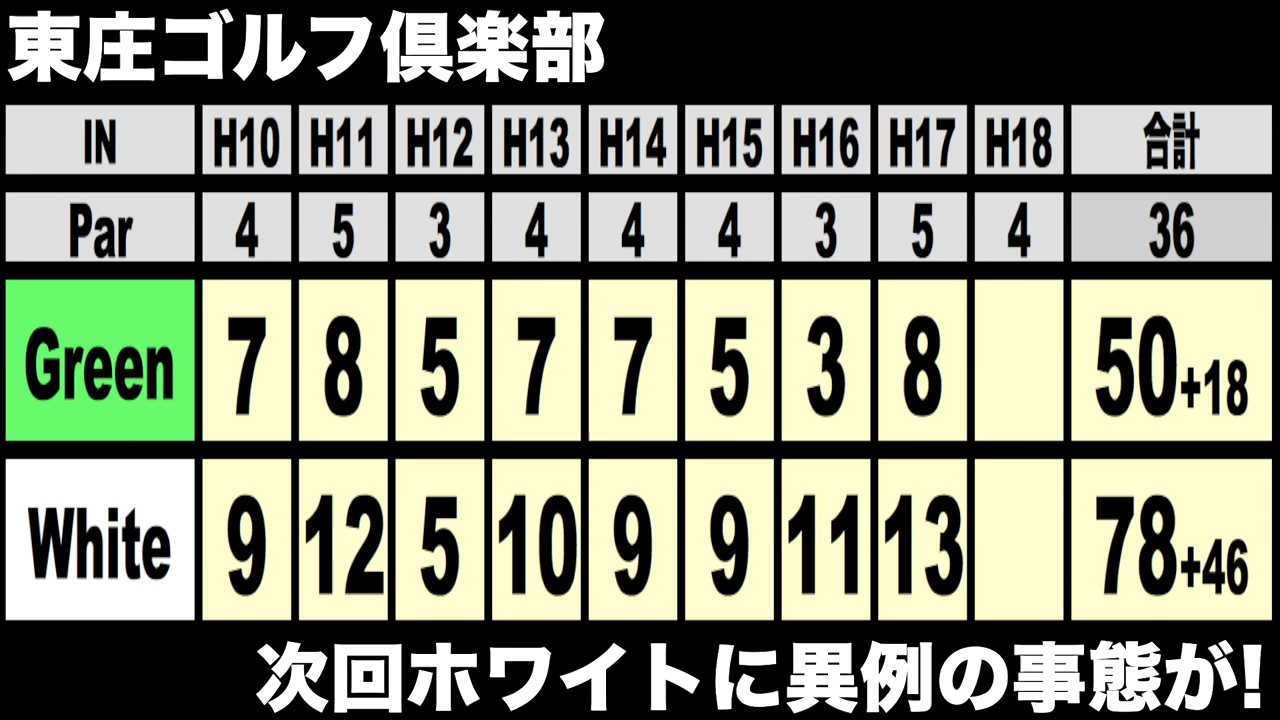 東庄ゴルフ倶楽部
IN H10 H11 H12 H13 H14 H15 H16 H17 H18 合計
Par 4 5 3 4 4 4 3 5 4 36
Green 7 8 5 7 7 5 3 8 50+18
White 9 12 5 10 9 9 11 13 78+46
次回ホワイトに異例の事態が!